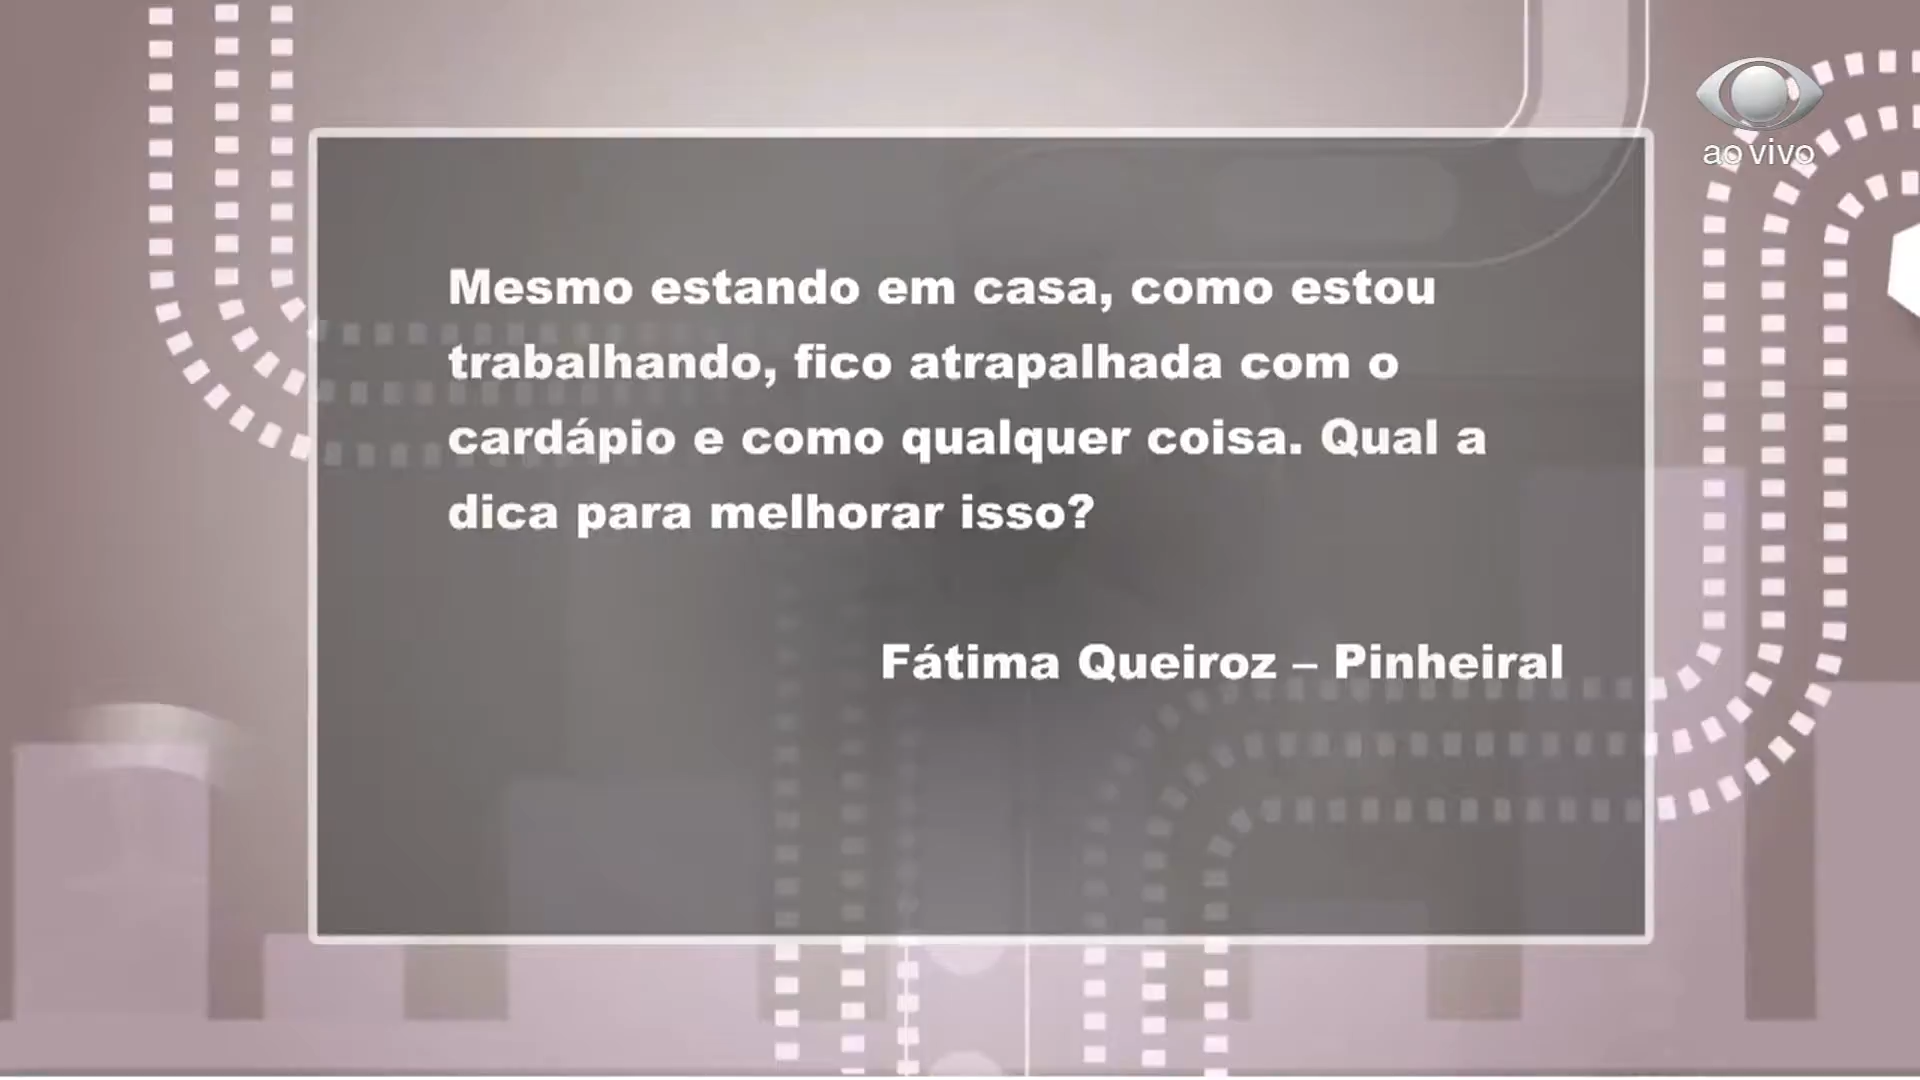 ao vivo
Mesmo estando em casa, como estou
trabalhando, fico atrapalhada com o
cardápio e como qualquer coisa. Qual a
dica para melhorar isso?
Fátima Queiroz – Pinheiral